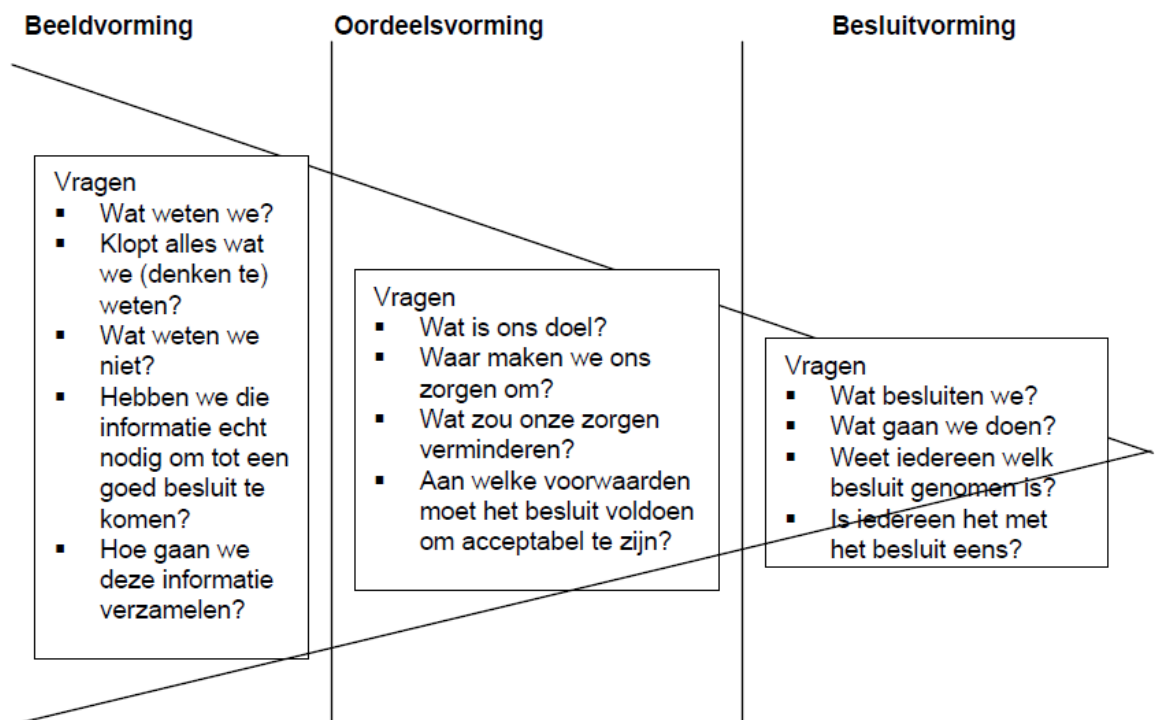 Beeldvorming
Oordeelsvorming
Besluitvorming
Vragen
▪ Wat weten we?
▪ Klopt alles wat
we (denken te)
weten?
▪ Wat weten we
niet?
▪ Hebben we die
informatie echt
nodig om tot een
goed besluit te
komen?
▪ Hoe gaan we
deze informatie
verzamelen?
Vragen
▪ Wat is ons doel?
▪ Waar maken we ons
zorgen om?
▪ Wat zou onze zorgen
verminderen?
▪ Aan welke voorwaarden
moet het besluit voldoen
om acceptabel te zijn?
Vragen
▪ Wat besluiten we?
▪ Wat gaan we doen?
▪ Weet iedereen welk
besluit genomen is?
▪ Is iedereen het met
het besluit eens?